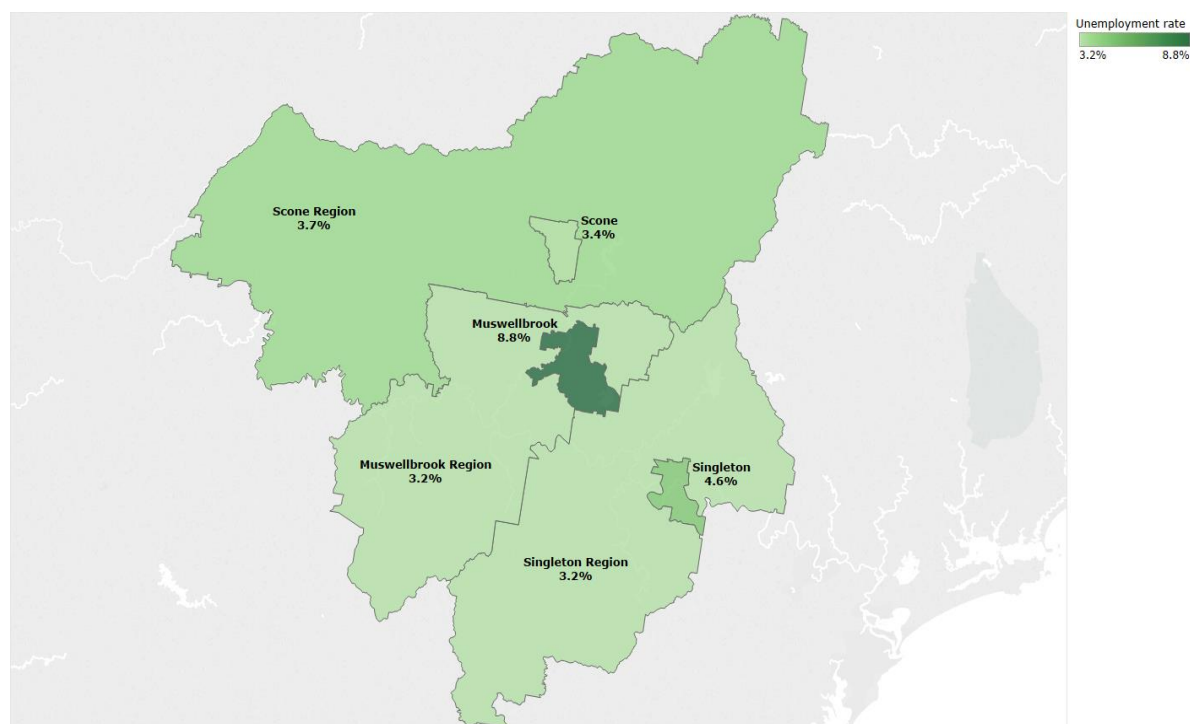 Unemployment rate
3.2% 8.8%
Scone Region
3.7%
Scone
3.4%
Muswellbrook
8.8%
Muswellbrook Region
3.2%
Singleton
4.6%
Singleton Region
3.2%